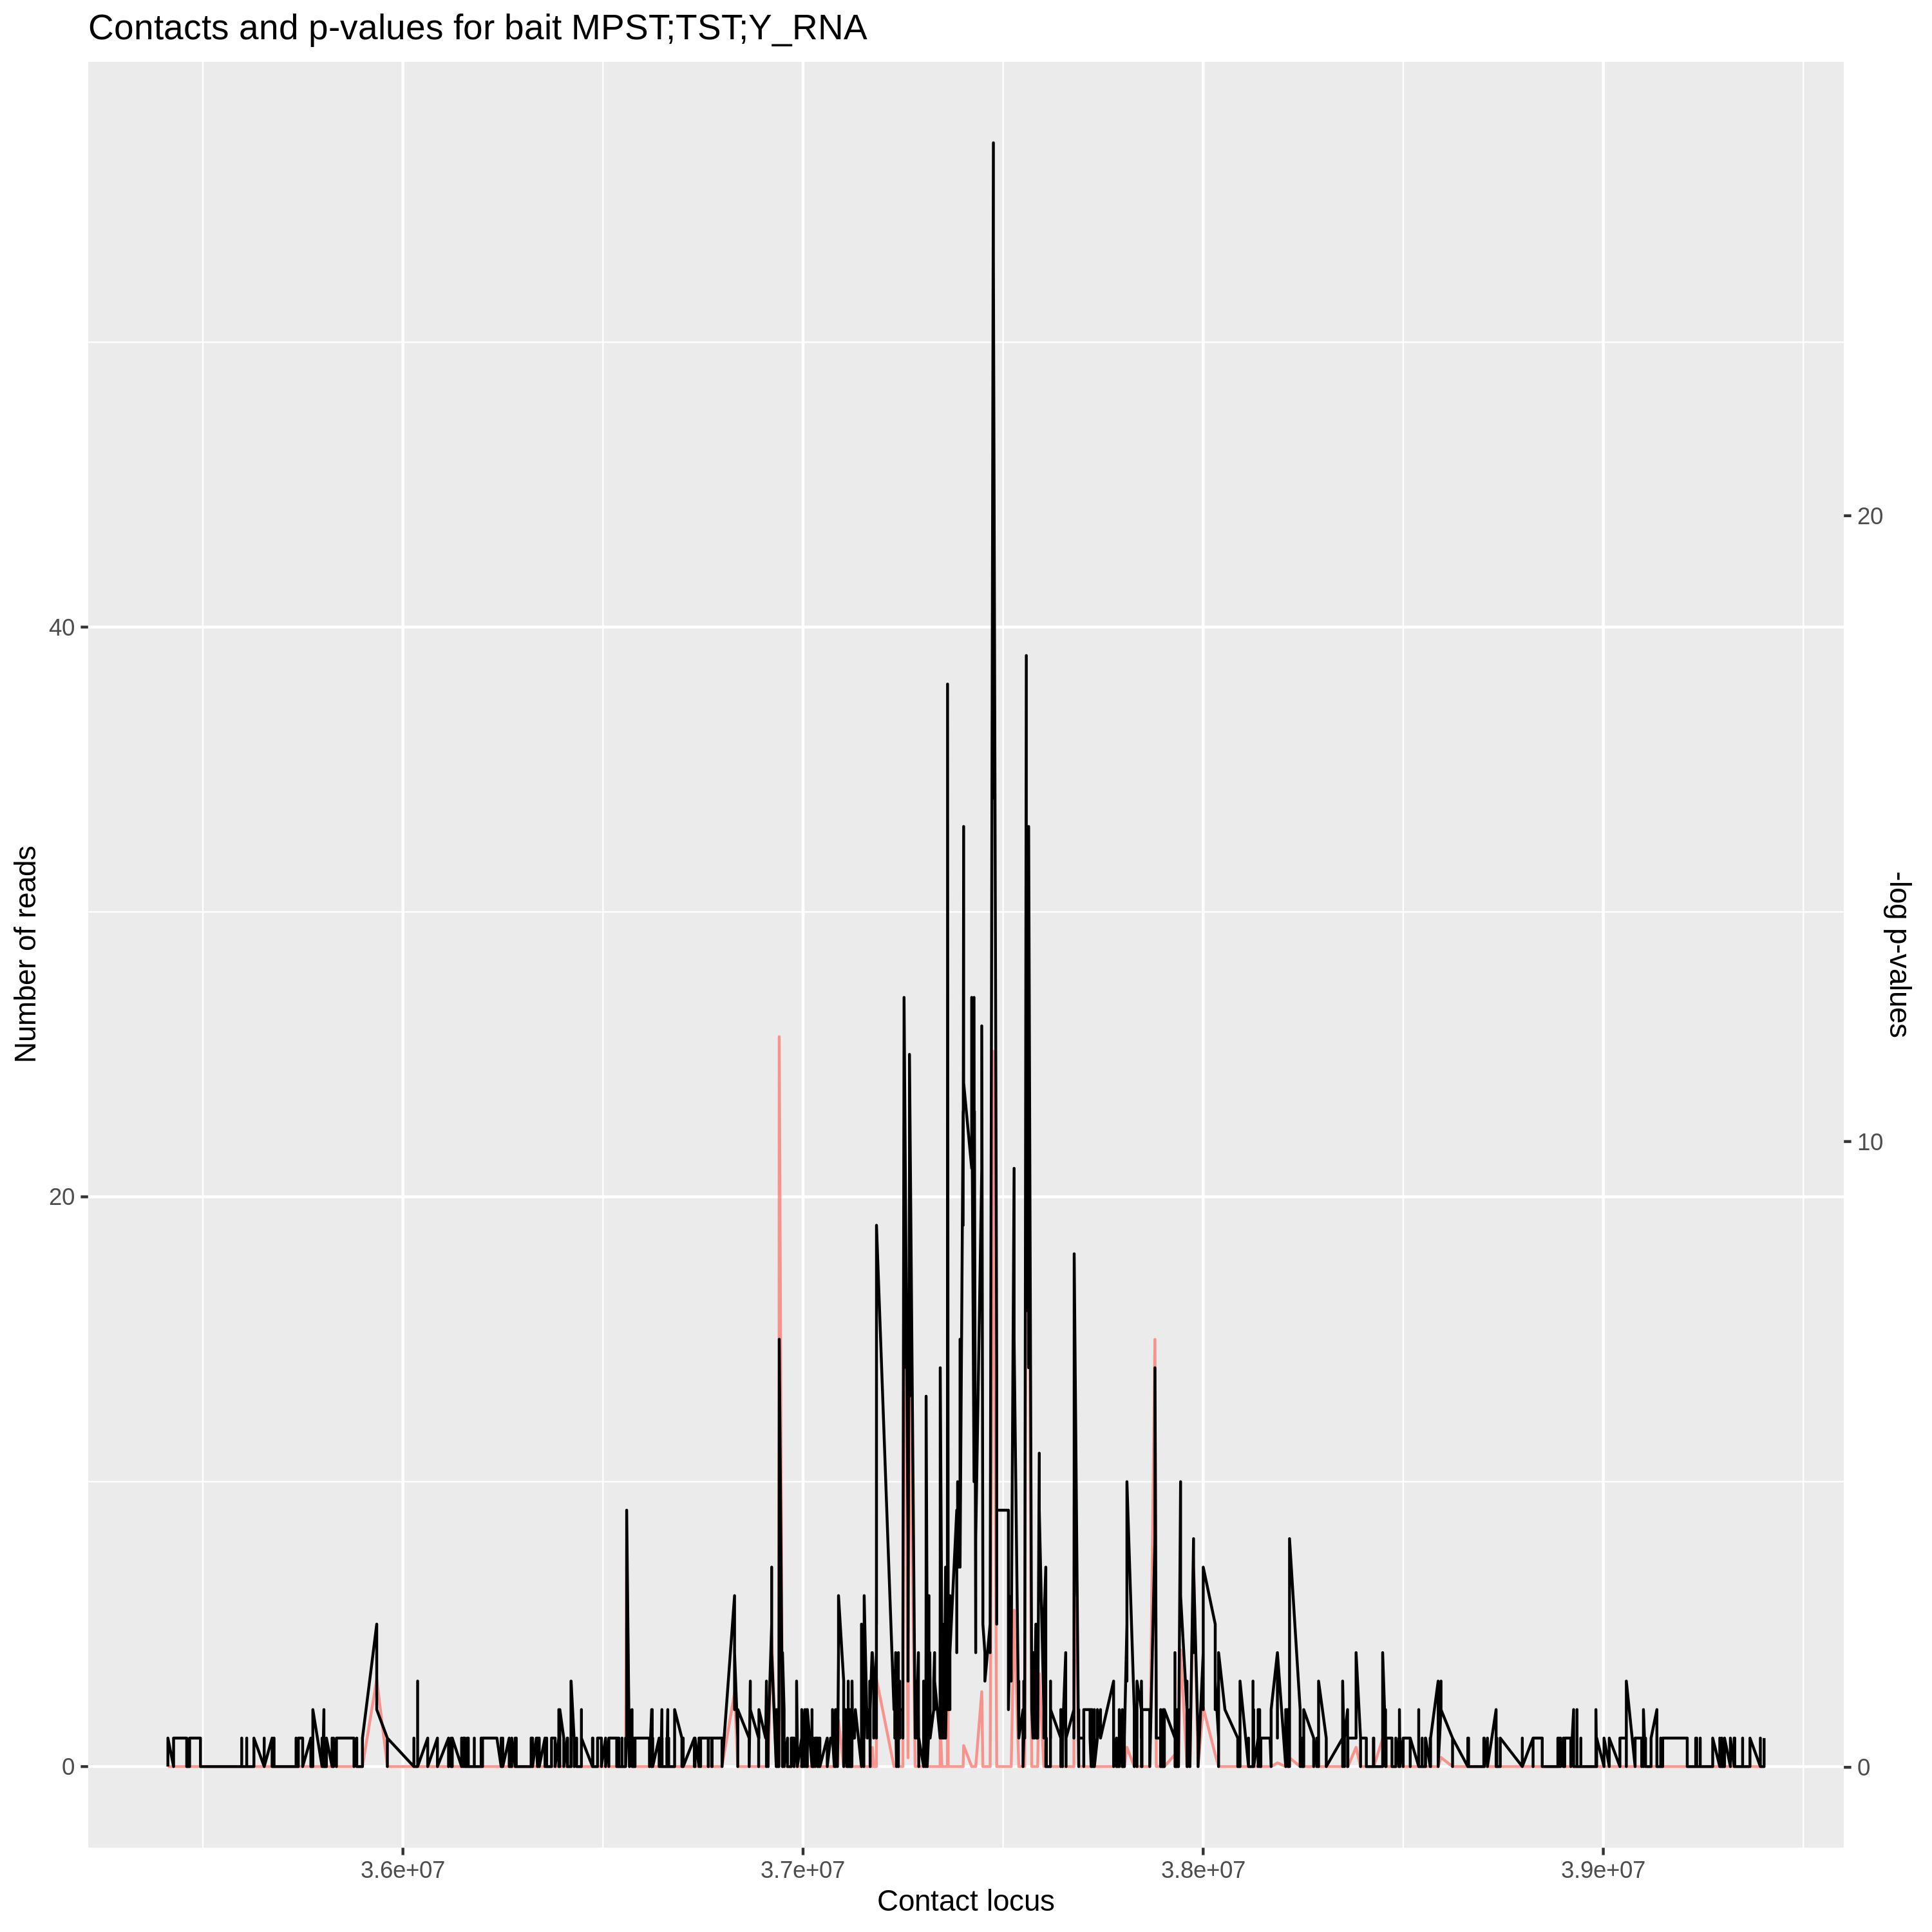 Contacts and p-values for bait MPST;TST;Y_RNA
Number of reads
40
20
0
20
10
0
-log p-values
3.6e+07 3.7e+07 3.8e+07 3.9e+07
Contact locus